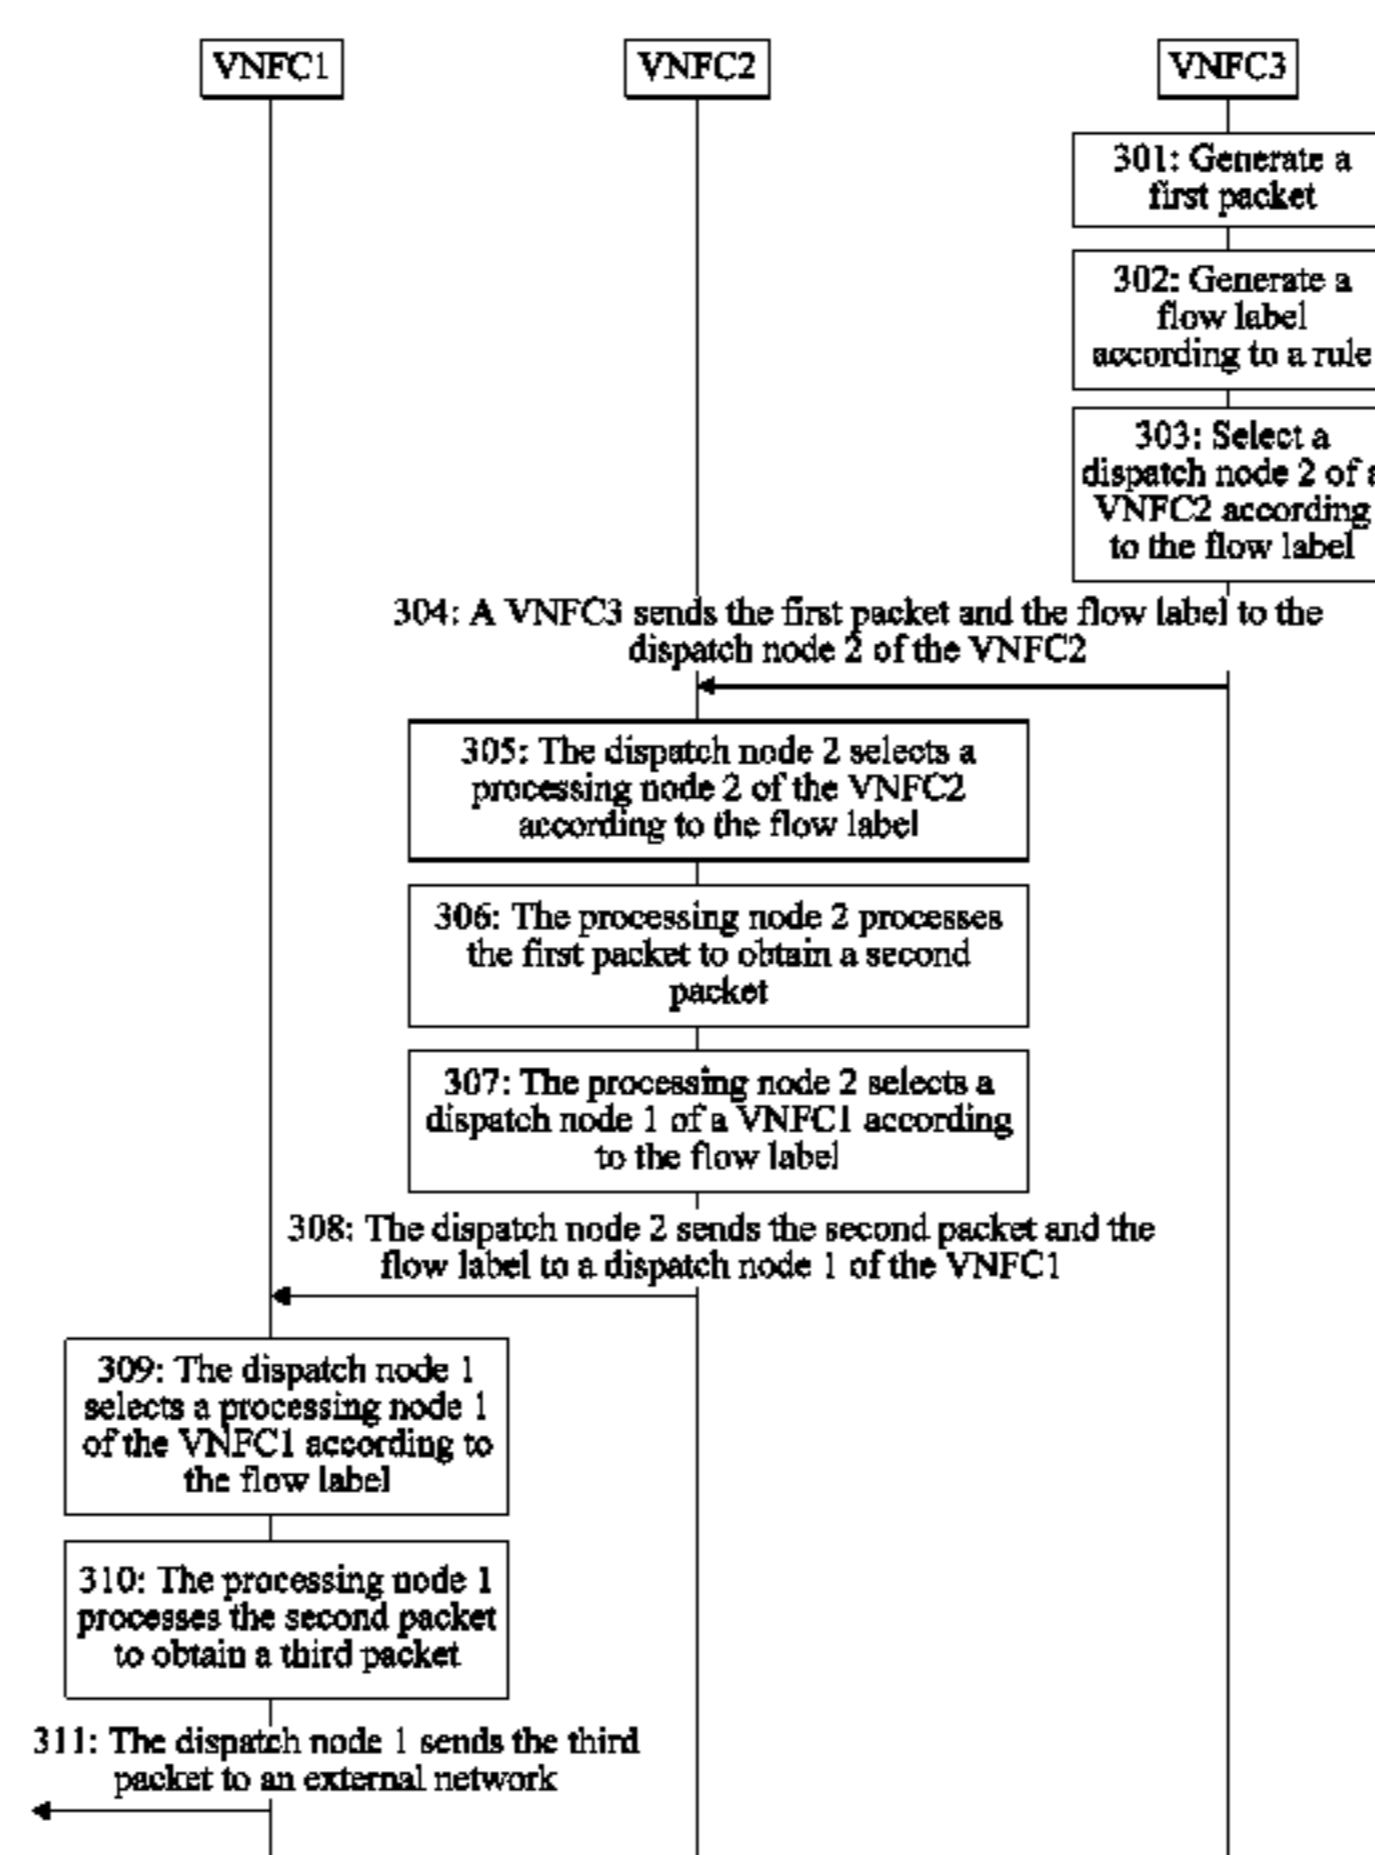 VNFC1
VNFC2
VNFC3
301: Generate a
first packet
302: Generate a
flow label
according to a rule
303: Select a
dispatch node 2 of a
VNFC2 according
to the flow label
304: A VNFC3 sends the first packet and the flow label to the
dispatch node 2 of the VNFC2
305: The dispatch node 2 selects a
processing node 2 of the VNFC2
according to the flow label
306: The processing node 2 processes
the first packet to obtain a second
packet
307: The processing node 2 selects a
dispatch node 1 of a VNFC1 according
to the flow label
308: The dispatch node 2 sends the second packet and the
flow label to a dispatch node 1 of the VNFC1
309: The dispatch node 1
selects a processing node 1
of the VNFC1 according to
the flow label
310: The processing node 1
processes the second packet
to obtain a third packet
311: The dispatch node 1 sends the third
packet to an external network